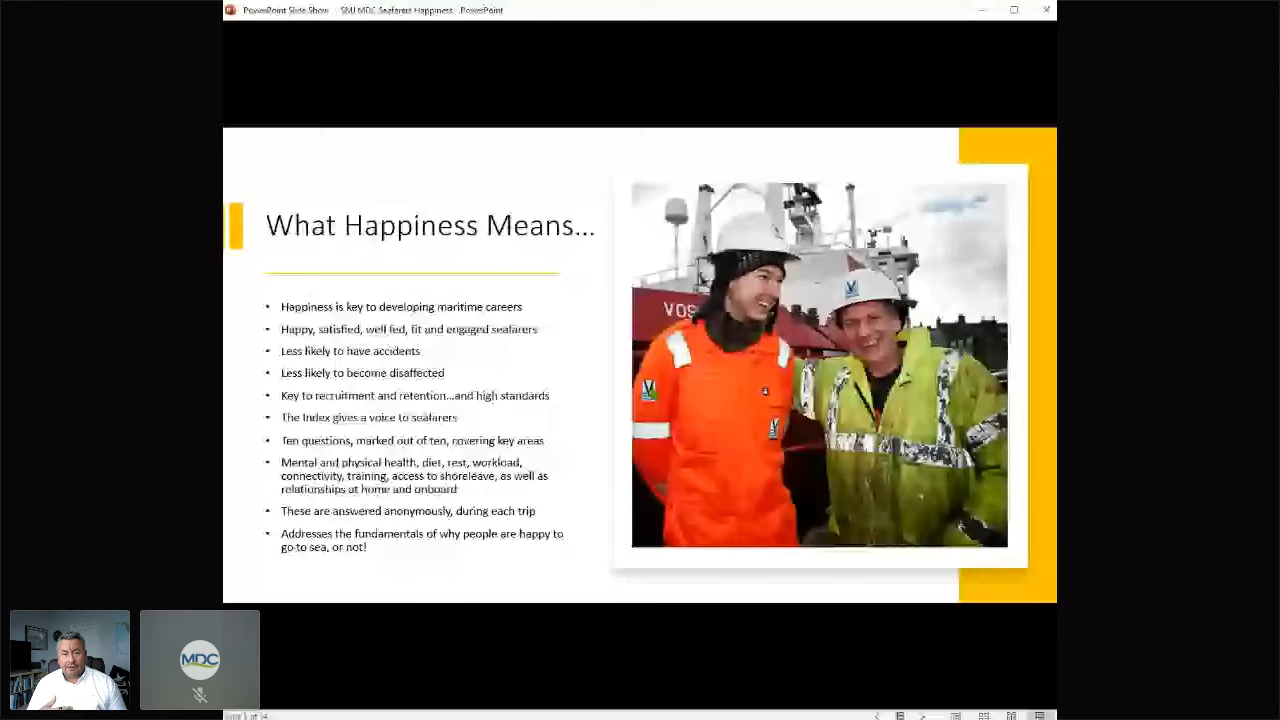 PowerPoint Slide Show - SMU MDC Seafarers Happiness - PowerPoint
What Happiness Means...
• Happiness is key to developing maritime careers
• Happy, satisfied, well fed, fit and engaged seafarers
• Less likely to have accidents
• Less likely to become disaffected
• Key to recruitment and retention...and high standards
• The Index gives a voice to seafarers
• Ten questions, marked out of ten, covering key areas
• Mental and physical health, diet, rest, workload,
connectivity, training, access to shoreleave, as well as
relationships at home and onboard
• These are answered anonymously, during each trip
• Addresses the fundamentals of why people are happy to
go to sea, or not!
VOS
MDC